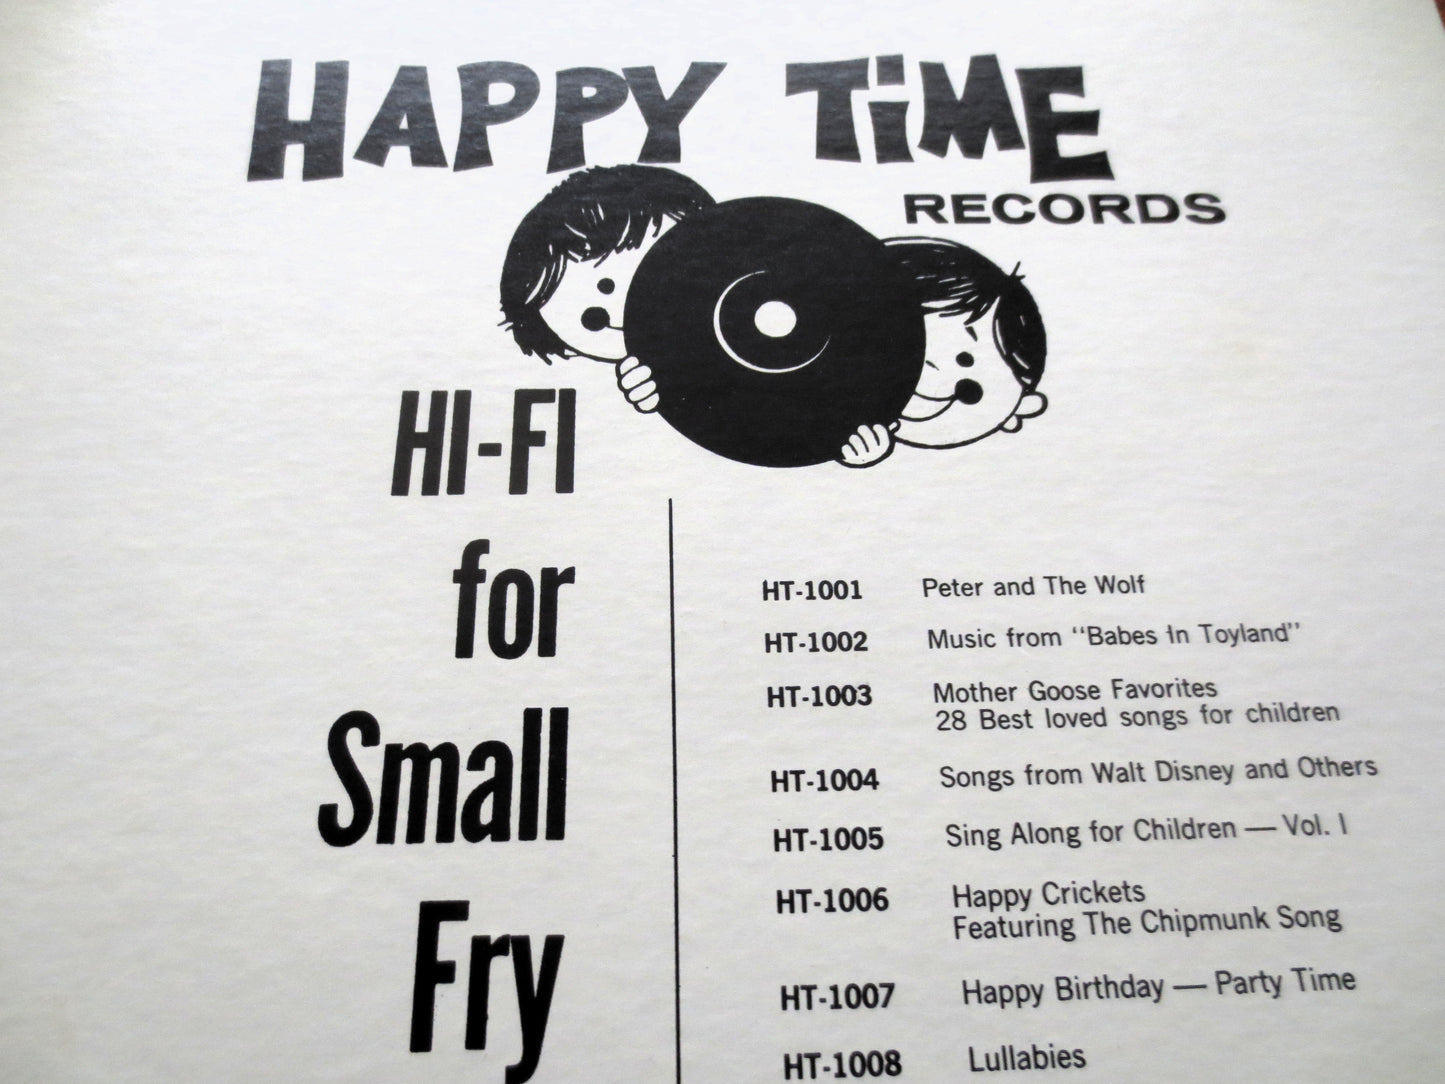 HAPPY TiME
RECORDS
HI-FI
for
Small
Fry
HT-1001 Peter and The Wolf
HT-1002 Music from "Babes In Toyland"
HT-1003 Mother Goose Favorites
28 Best loved songs for children
HT-1004 Songs from Walt Disney and Others
HT-1005 Sing Along for Children — Vol. I
HT-1006 Happy Crickets
Featuring The Chipmunk Song
HT-1007 Happy Birthday — Party Time
HT-1008 Lullabies